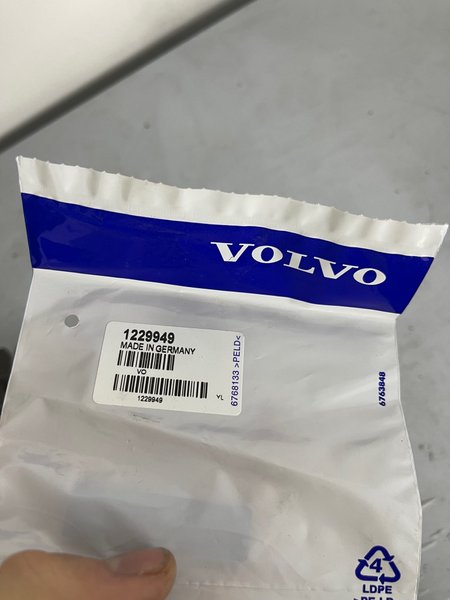 VOLVO
1229949
MADE IN GERMANY
VO
1229949
YL
6768133 >PELD<
6763848
4
LDPE